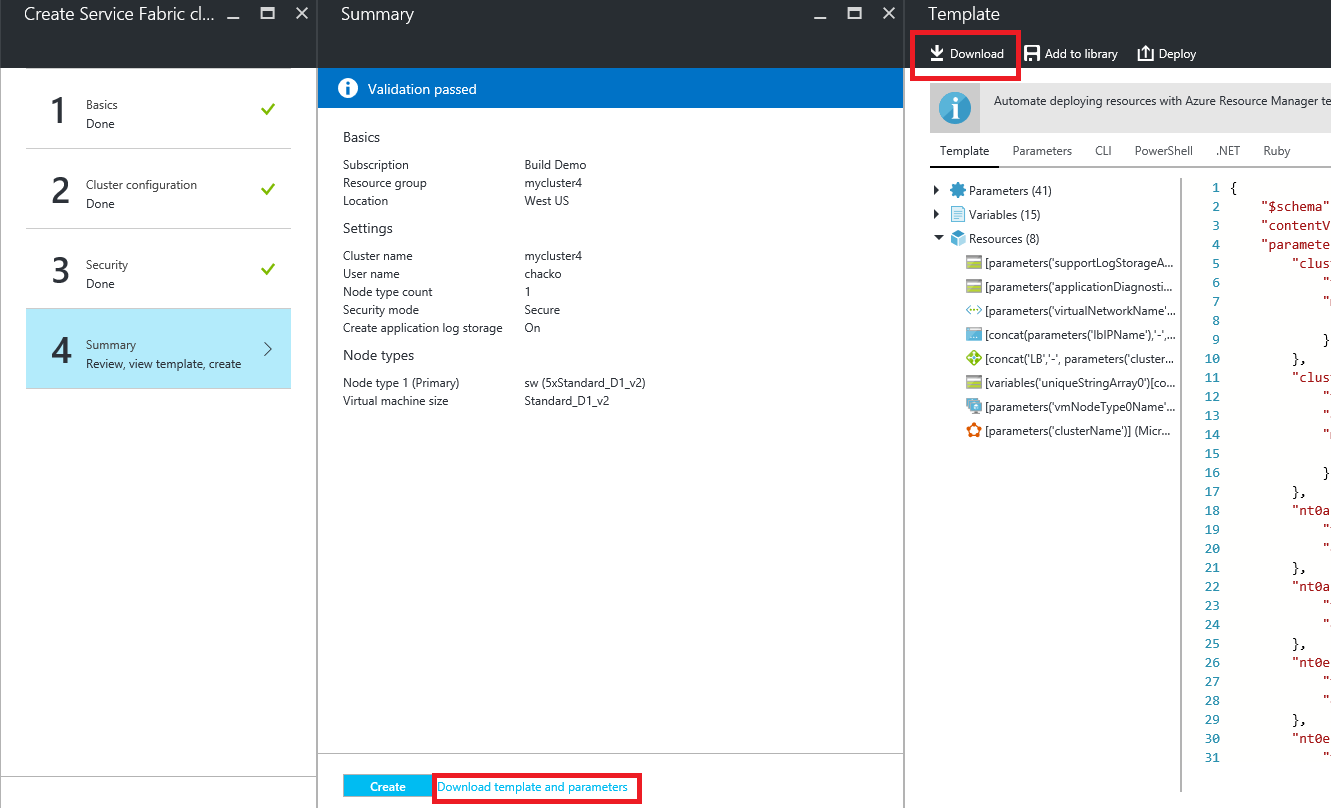 Create Service Fabric cl...
1
Basics
Done
2
Cluster configuration
Done
3
Security
Done
4
Summary
Review, view template, create
Summary
Validation passed
Basics
Subscription Build Demo
Resource group mycluster4
Location West US
Settings
Cluster name mycluster4
User name chacko
Node type count 1
Security mode Secure
Create application log storage On
Node types
Node type 1 (Primary) sw (5xStandard_D1_v2)
Virtual machine size Standard_D1_v2
Create Download template and parameters
Template
Download Add to library Deploy
Automate deploying resources with Azure Resource Manager te
Template Parameters CLI PowerShell .NET Ruby
Parameters (41)
Variables (15)
Resources (8)
[parameters('supportLogStorageA...
[parameters('applicationDiagnosti...
[parameters('virtualNetworkName'...
[concat(parameters('lbIPName'),'-',...
[concat('LB','-', parameters('cluster...
[variables('uniqueStringArray0')[co...
[parameters('vmNodeType0Name'...
[parameters('clusterName')] (Micr...
1 {
2 "$schema"
3 "contentV
4 "paramete
5 "clus
6 "
7 "
8
9 }
10 },
11 "clus
12 "
13 "
14 "
15
16 }
17 },
18 "nt0a
19 "
20 "
21 },
22 "nt0a
23 "
24 "
25 },
26 "nt0e
27 "
28 "
29 },
30 "nt0e
31 "